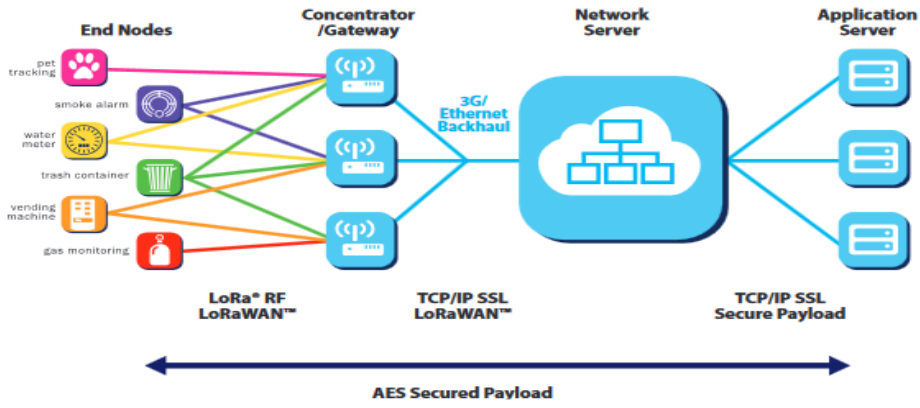 End Nodes
Concentrator
/Gateway
Network
Server
Application
Server
pet
tracking
smoke alarm
water
meter
trash container
vending
machine
gas monitoring
3G/
Ethernet
Backhaul
LoRa® RF
LoRaWAN™
TCP/IP SSL
LoRaWAN™
TCP/IP SSL
Secure Payload
AES Secured Payload